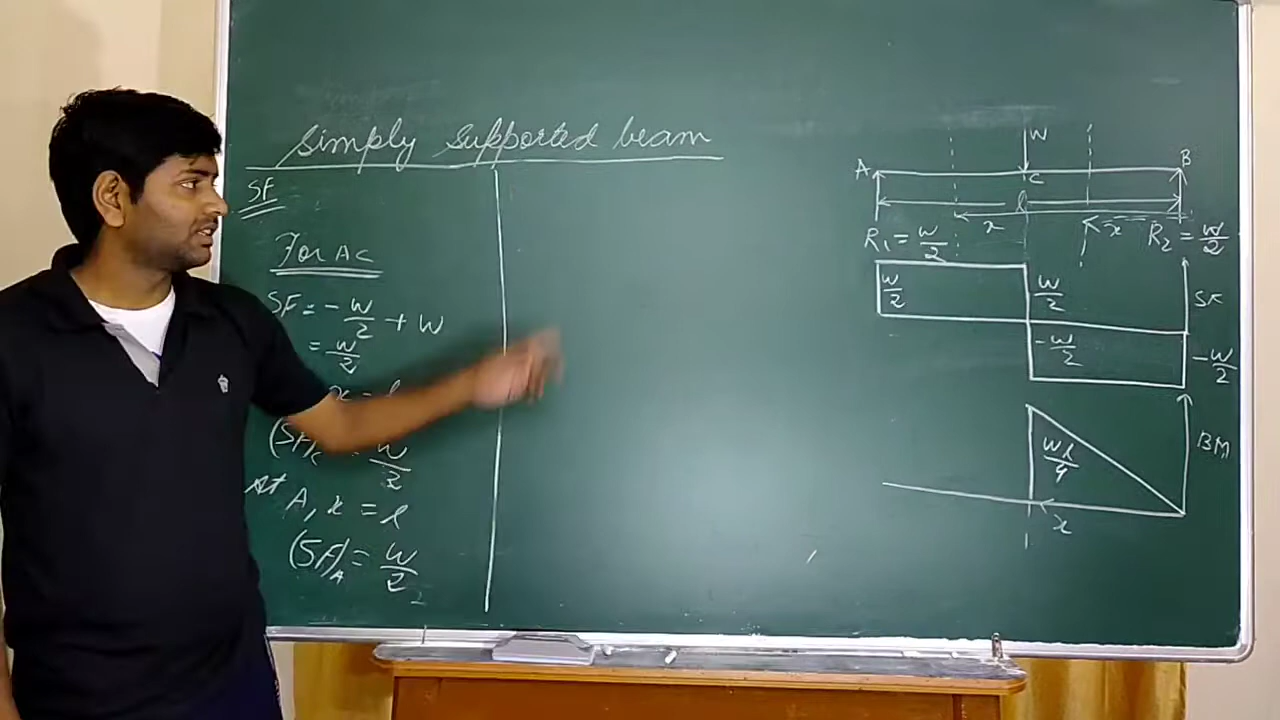 Simply supported beam
SF
For AC
SF = - W/2 + W
= W/2
x = l
(SF)C = W/2
At A, x = l
(SF)A = W/2
W
A
C
B
l
x
x
R1 = W/2
R2 = W/2
W/2
W/2
SF
-W/2
-W/2
Wl/4
BM
x